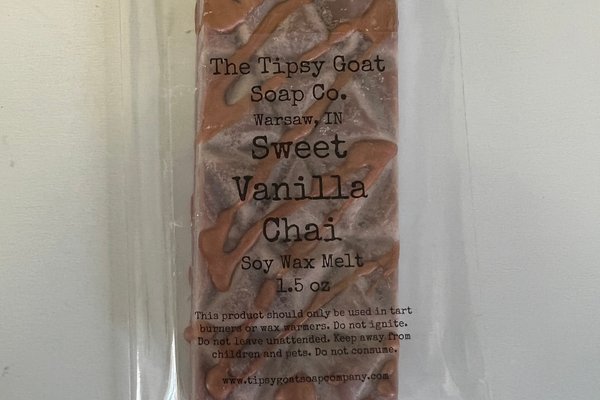 The Tipsy Goat
Soap Co.
Warsaw, IN
Sweet
Vanilla
Chai
Soy Wax Melt
1.5 oz
This product should only be used in tart
burners or wax warmers. Do not ignite.
Do not leave unattended. Keep away from
children and pets. Do not consume.
www.tipsygoatsoapcompany.com